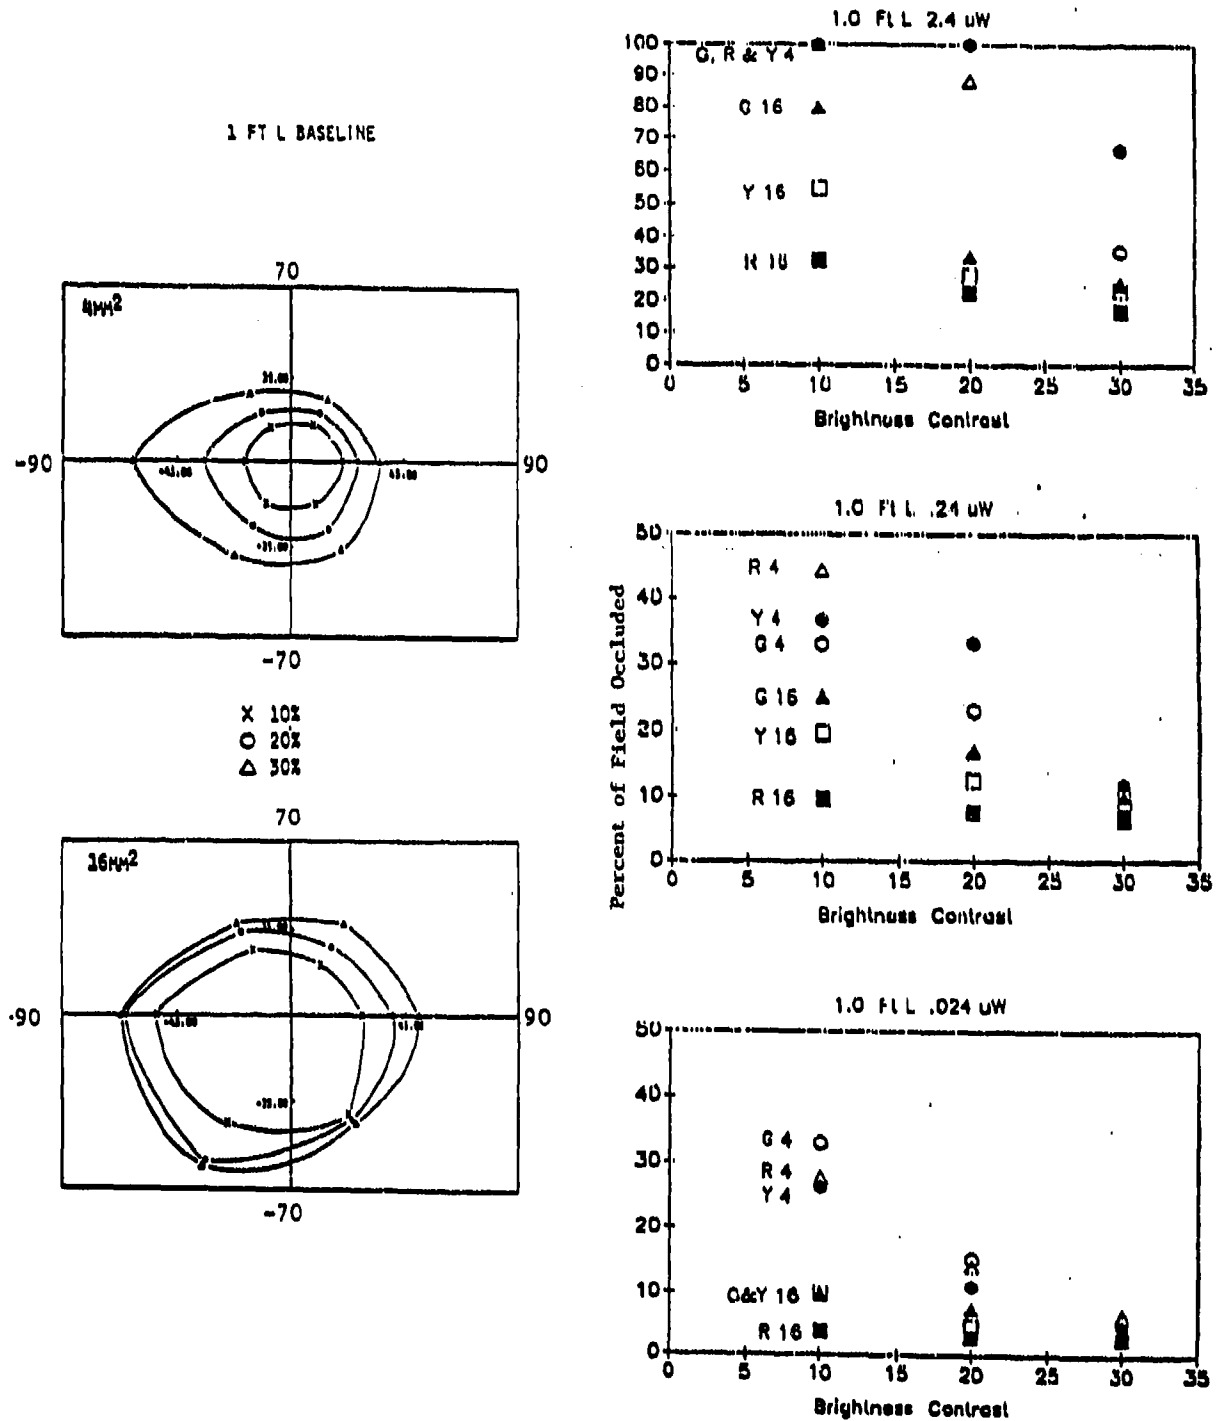 1 FT L BASELINE
70
4MM2
35.00
-90
90
-70
X 10%
O 20%
△ 30%
70
16MM2
90
-70
1.0 Ft L 2.4 uW
100
G, R & Y 4
90
G 16
80
70
60
Y 16
50
40
R 16
30
20
10
0
0 5 10 15 20 25 30 35
Brightness Contrast
1.0 Ft L .24 uW
50
R 4
40
Y 4
G 4
30
G 16
20
Y 16
10
R 16
0
0 5 10 15 20 25 30 35
Brightness Contrast
Percent of Field Occluded
1.0 Ft L .024 uW
50
40
G 4
30
R 4
Y 4
20
10
G&Y 16
R 16
0
0 5 10 15 20 25 30 35
Brightness Contrast